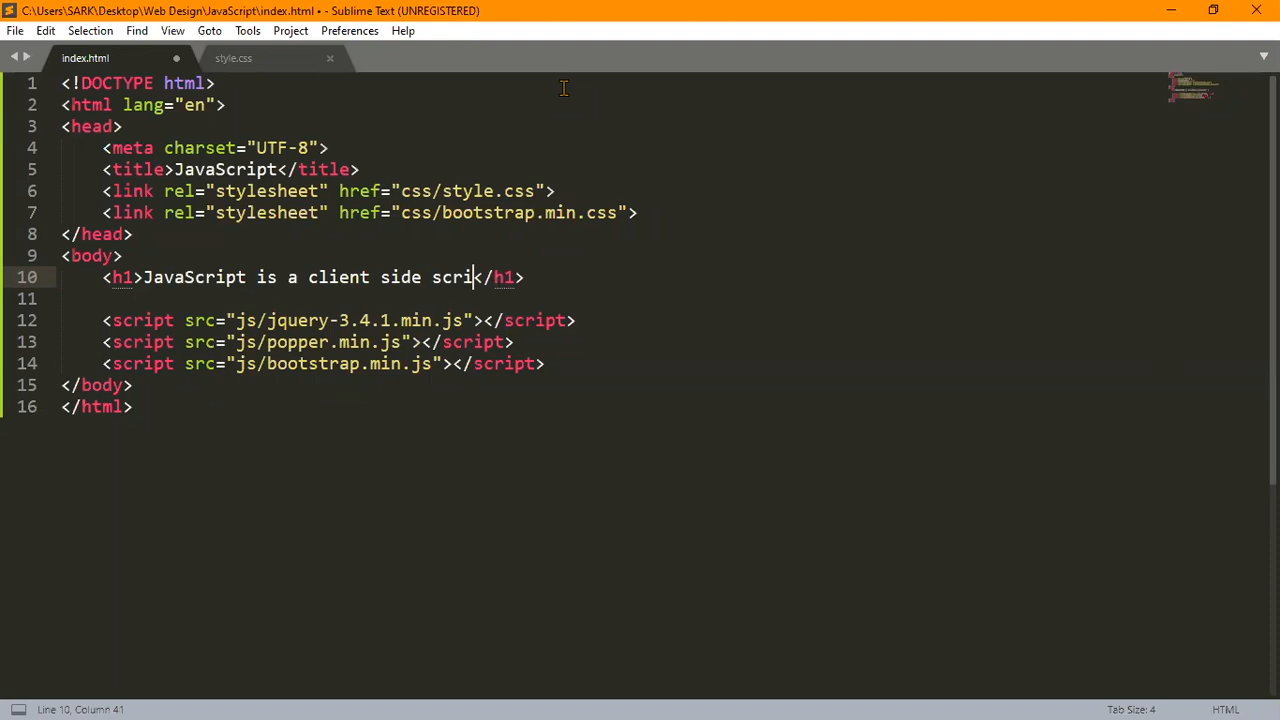 C:\Users\SARK\Desktop\Web Design\JavaScript\index.html • - Sublime Text (UNREGISTERED)
File Edit Selection Find View Goto Tools Project Preferences Help
index.html style.css
1 <!DOCTYPE html>
2 <html lang="en">
3 <head>
4 <meta charset="UTF-8">
5 <title>JavaScript</title>
6 <link rel="stylesheet" href="css/style.css">
7 <link rel="stylesheet" href="css/bootstrap.min.css">
8 </head>
9 <body>
10 <h1>JavaScript is a client side scri</h1>
11
12 <script src="js/jquery-3.4.1.min.js"></script>
13 <script src="js/popper.min.js"></script>
14 <script src="js/bootstrap.min.js"></script>
15 </body>
16 </html>
Line 10, Column 41 Tab Size: 4 HTML